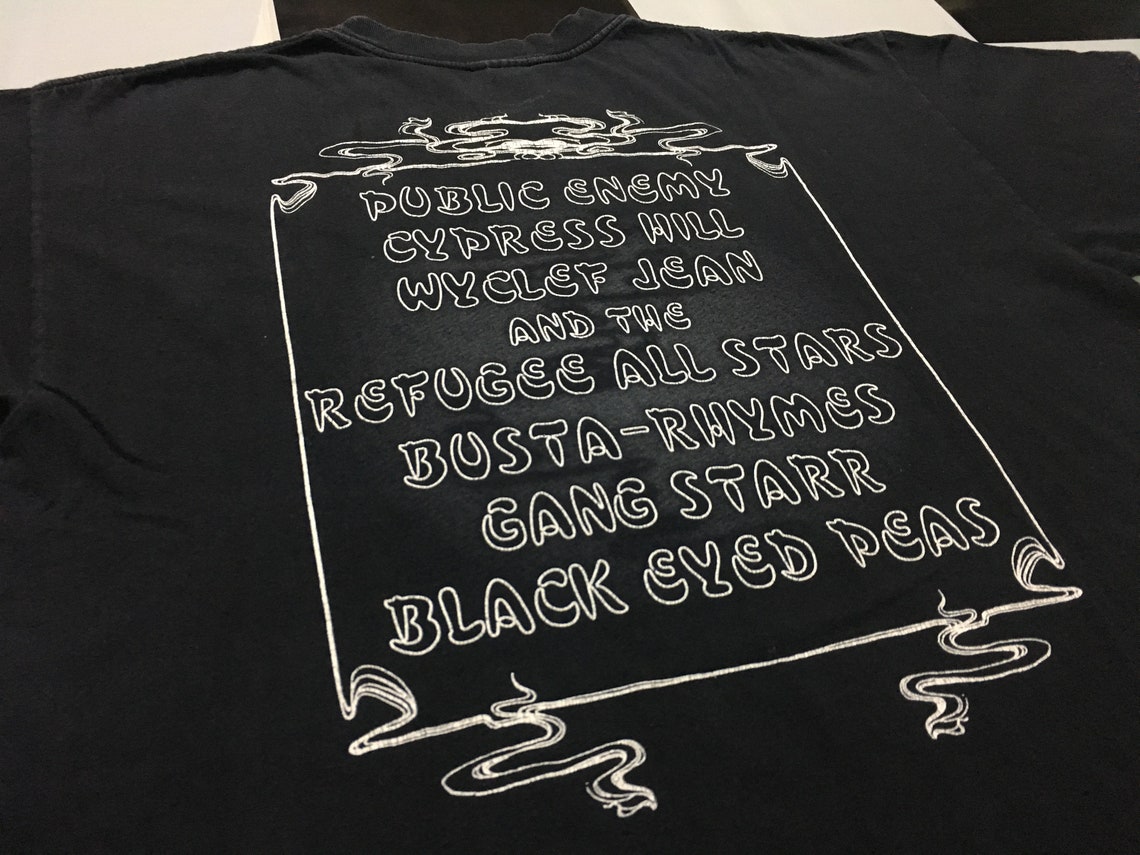 PUBLIC ENEMY
CYPRESS HILL
WYCLEF JEAN
AND THE
REFUGEE ALL STARS
BUSTA-RHYMES
GANG STARR
BLACK EYED PEAS